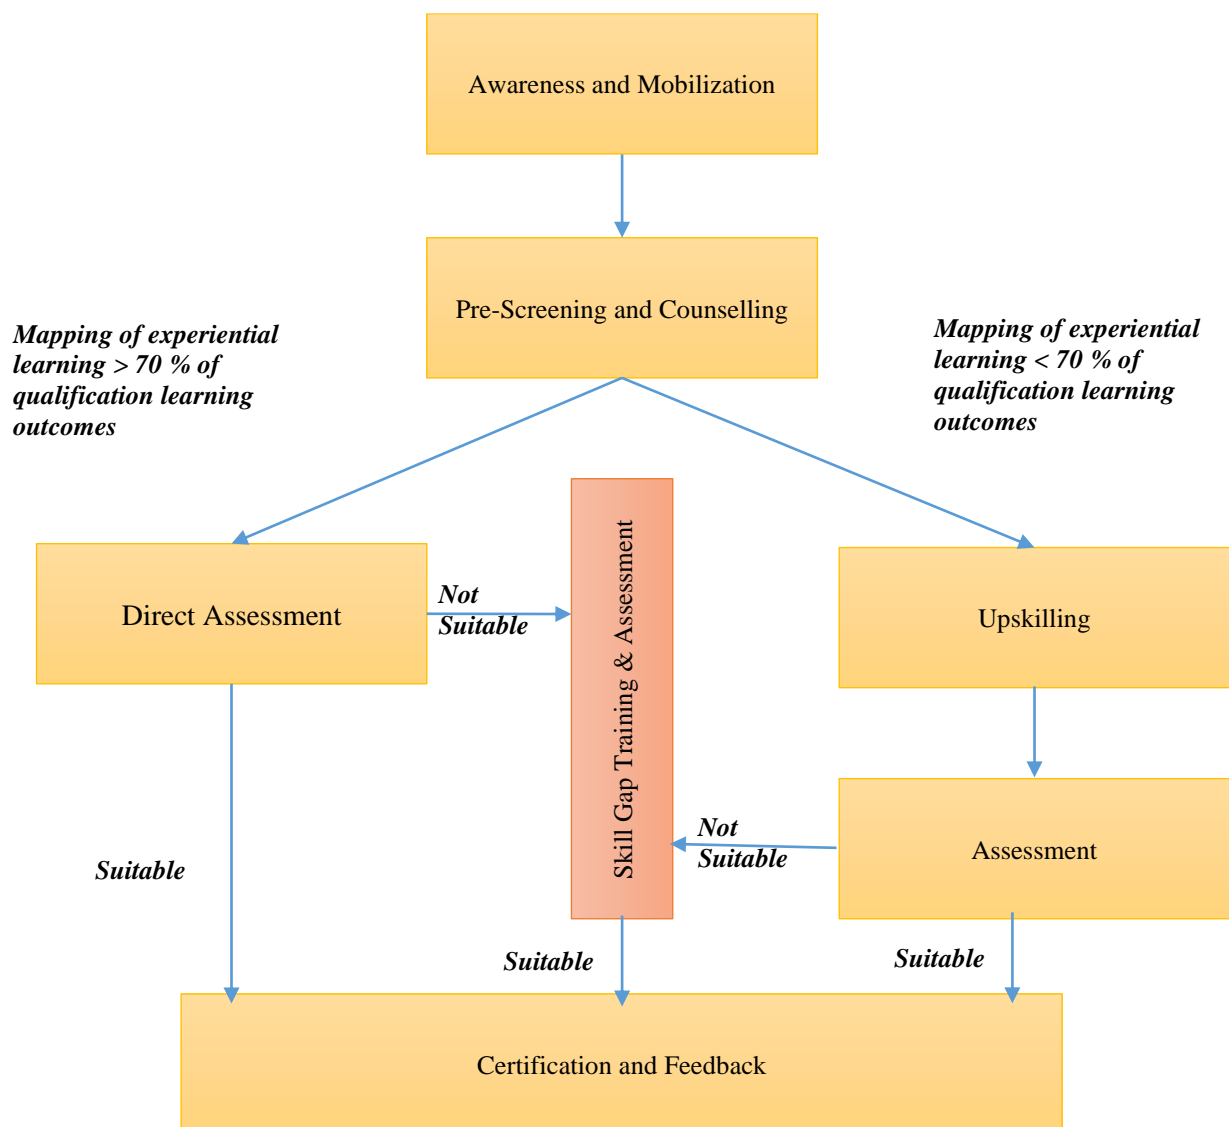 Awareness and Mobilization
Pre-Screening and Counselling
Mapping of experiential
learning > 70 % of
qualification learning
outcomes
Mapping of experiential
learning < 70 % of
qualification learning
outcomes
Direct Assessment
Not
Suitable
Skill Gap Training & Assessment
Upskilling
Not
Suitable
Assessment
Suitable
Suitable
Suitable
Certification and Feedback